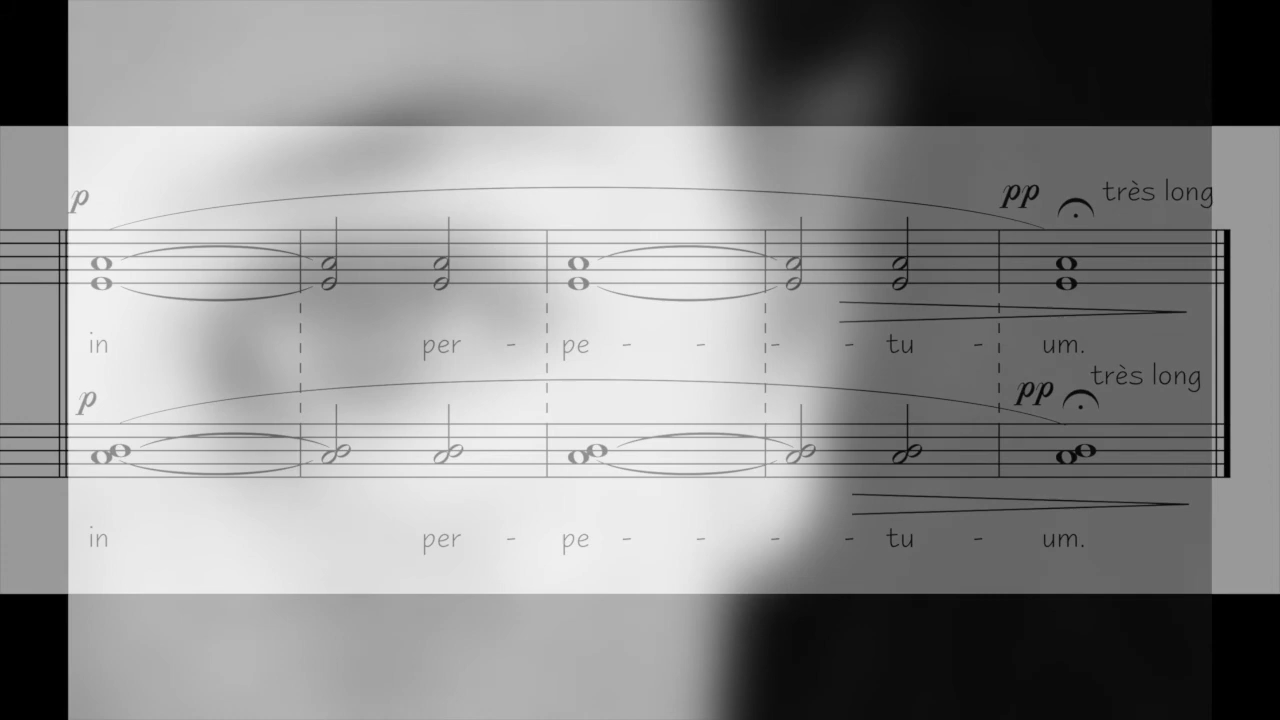 p
pp très long
in per - pe - - - - tu - um.
p
pp très long
in per - pe - - - - tu - um.